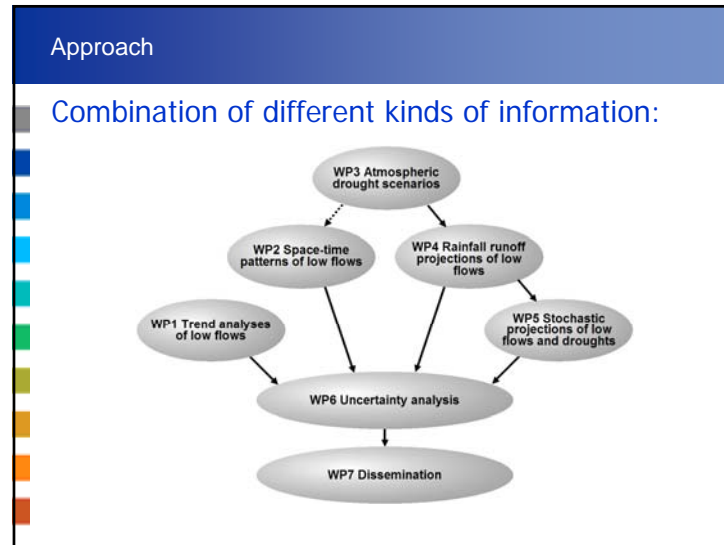 Approach
Combination of different kinds of information:
WP3 Atmospheric
drought scenarios
WP2 Space-time
patterns of low flows
WP4 Rainfall runoff
projections of low
flows
WP1 Trend analyses
of low flows
WP5 Stochastic
projections of low
flows and droughts
WP6 Uncertainty analysis
WP7 Dissemination